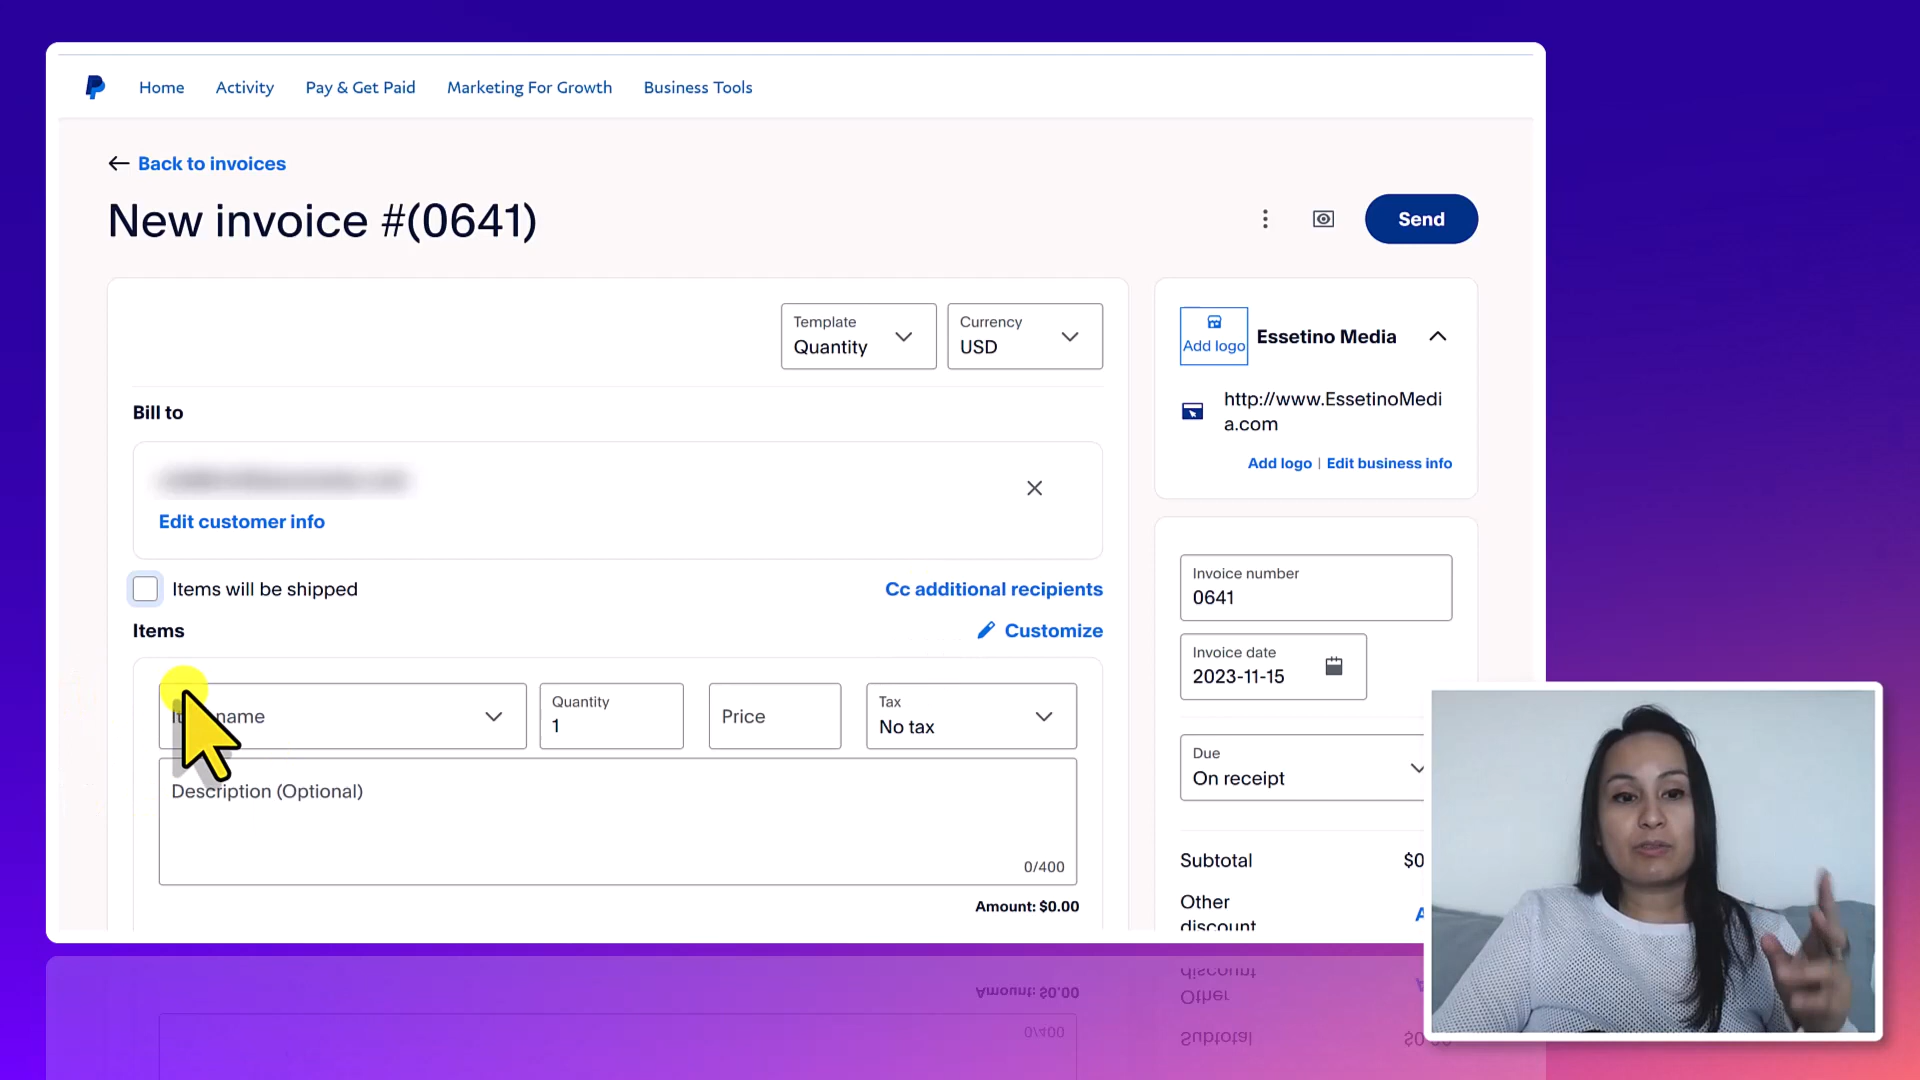 Home Activity Pay & Get Paid Marketing For Growth Business Tools
Back to invoices
New invoice #(0641)
Send
Template
Quantity
Currency
USD
Bill to
Edit customer info
Items will be shipped
Cc additional recipients
Items
Customize
name
Quantity
1
Price
Tax
No tax
Description (Optional)
0/400
Amount: $0.00
Add logo
Essetino Media
http://www.EssetinoMedi
a.com
Add logo | Edit business info
Invoice number
0641
Invoice date
2023-11-15
Due
On receipt
Subtotal $0
Other
discount